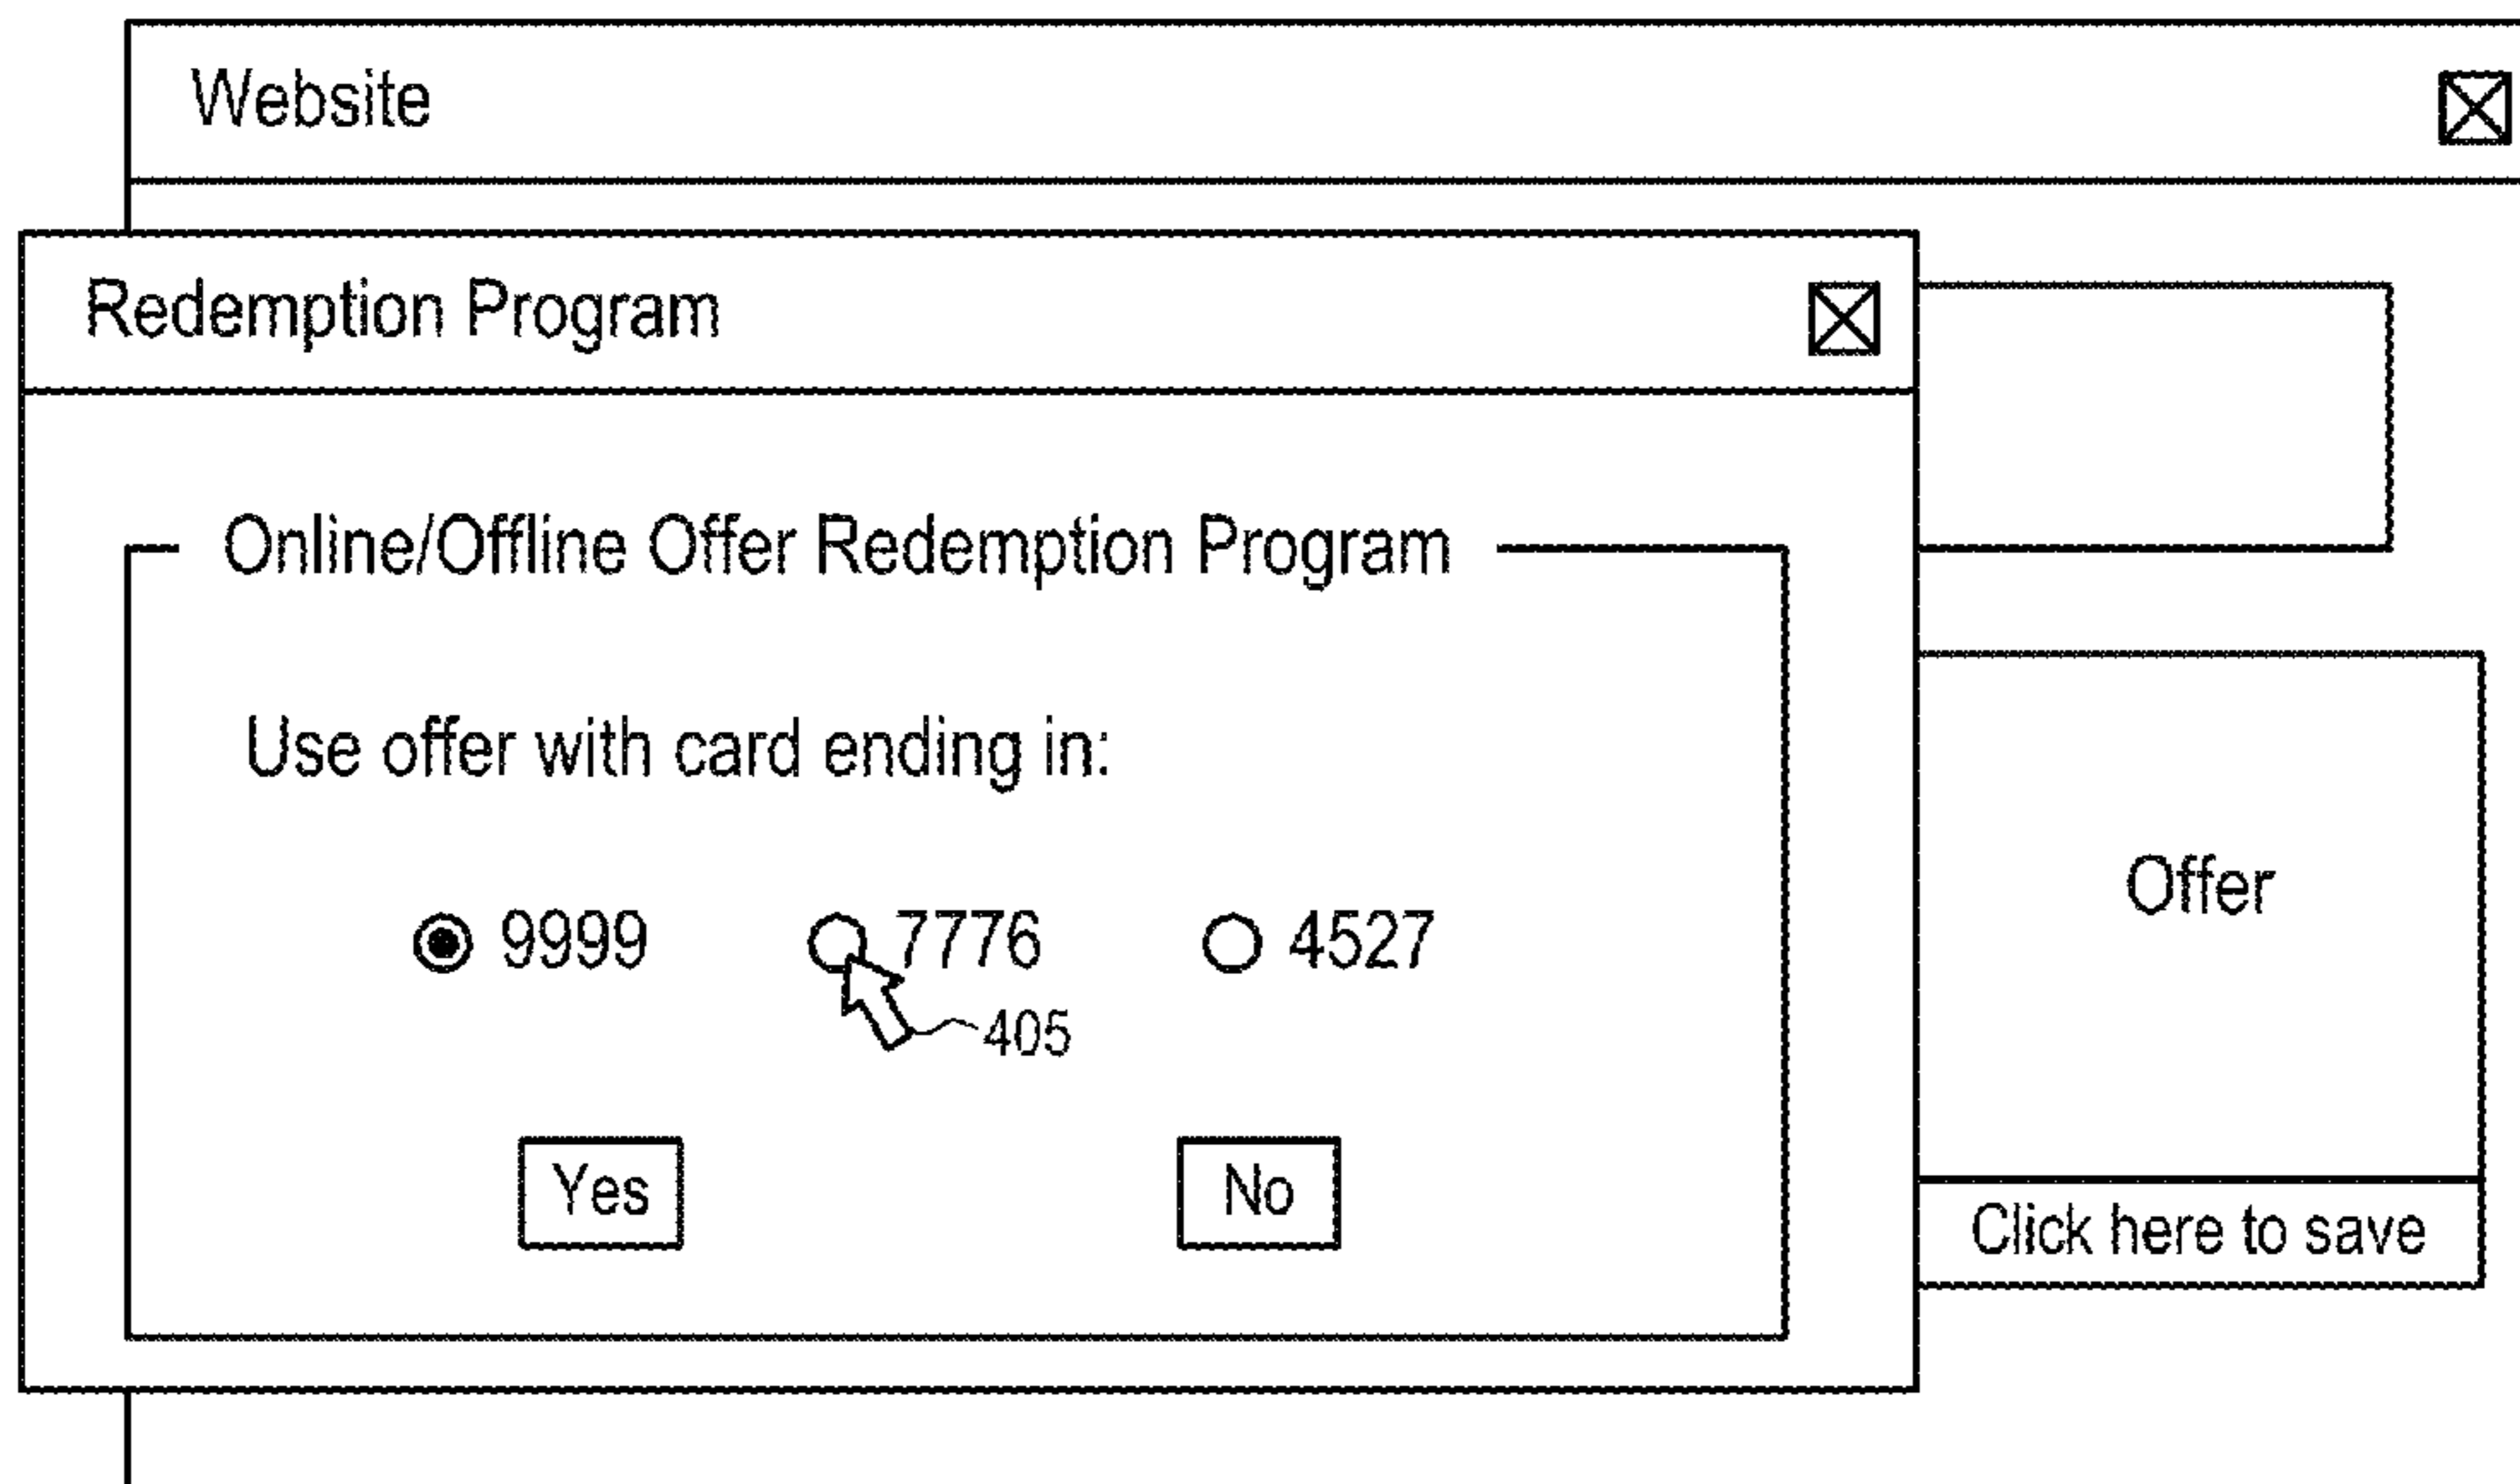 Website
Redemption Program
Online/Offline Offer Redemption Program
Use offer with card ending in:
9999 7776 4527
405
Yes No
Offer
Click here to save